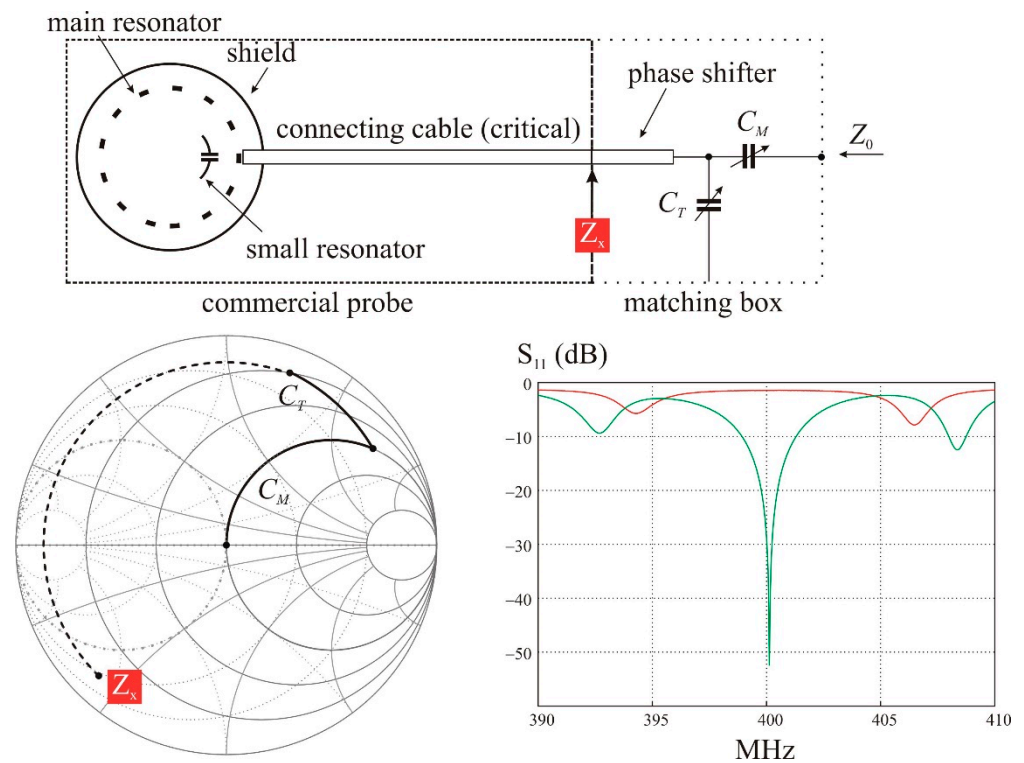 main resonator
shield
phase shifter
connecting cable (critical)
C_M
Z_0
C_T
Z_x
small resonator
commercial probe
matching box
S_11 (dB)
C_T
C_M
Z_x
0
−10
−20
−30
−40
−50
390
395
400
405
410
MHz